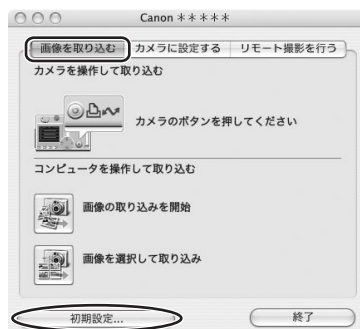 Canon ＊＊＊＊＊
画像を取り込む カメラに設定する リモート撮影を行う
カメラを操作して取り込む
カメラのボタンを押してください
コンピュータを操作して取り込む
画像の取り込みを開始
画像を選択して取り込み
初期設定... 終了